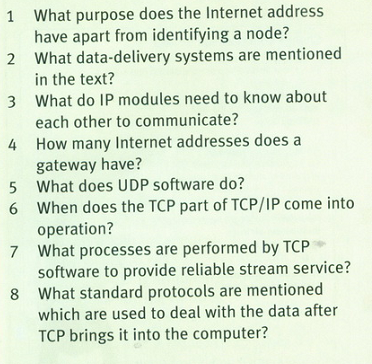 1 What purpose does the Internet address
have apart from identifying a node?
2 What data-delivery systems are mentioned
in the text?
3 What do IP modules need to know about
each other to communicate?
4 How many Internet addresses does a
gateway have?
5 What does UDP software do?
6 When does the TCP part of TCP/IP come into
operation?
7 What processes are performed by TCP
software to provide reliable stream service?
8 What standard protocols are mentioned
which are used to deal with the data after
TCP brings it into the computer?